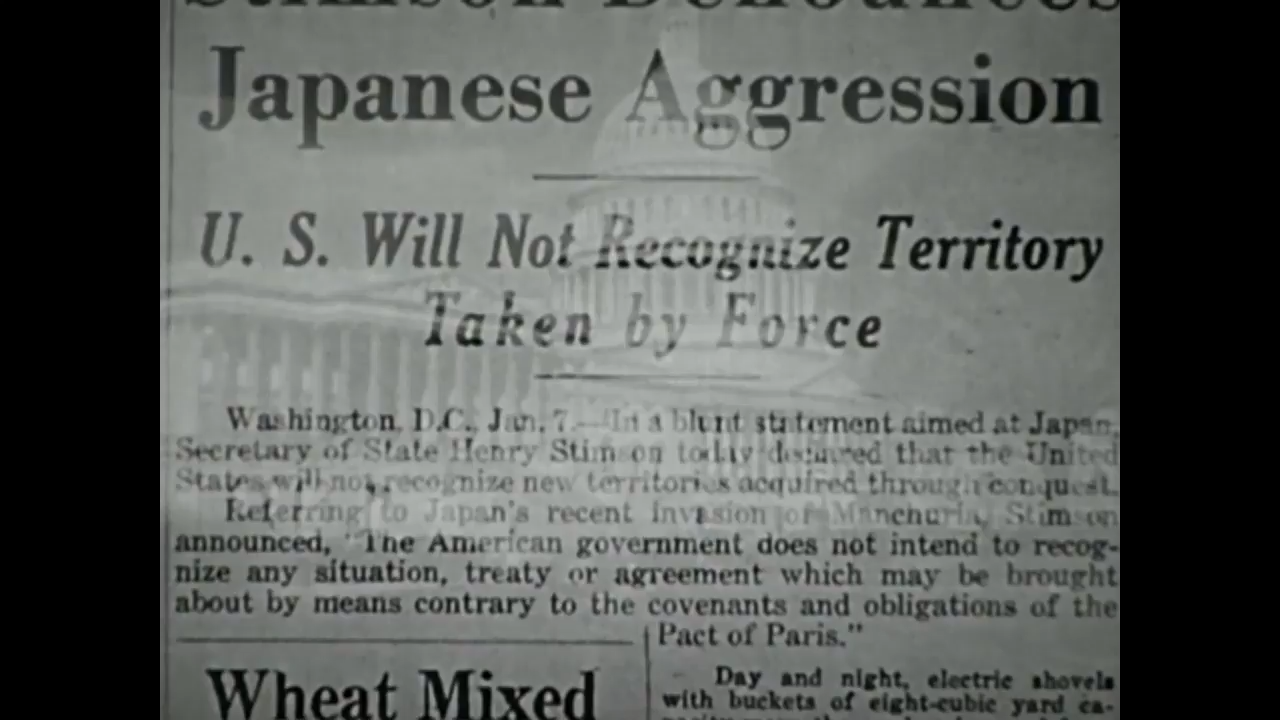 Stimson Denounces
Japanese Aggression
U. S. Will Not Recognize Territory
Taken by Force
Washington, D.C., Jan. 7.—In a blunt statement aimed at Japan,
Secretary of State Henry Stimson today declared that the United
States will not recognize new territories acquired through conquest.
Referring to Japan's recent invasion of Manchuria, Stimson
announced, "The American government does not intend to recog-
nize any situation, treaty or agreement which may be brought
about by means contrary to the covenants and obligations of the
Pact of Paris."
Wheat Mixed
Day and night, electric shovels
with buckets of eight-cubic yard ca-